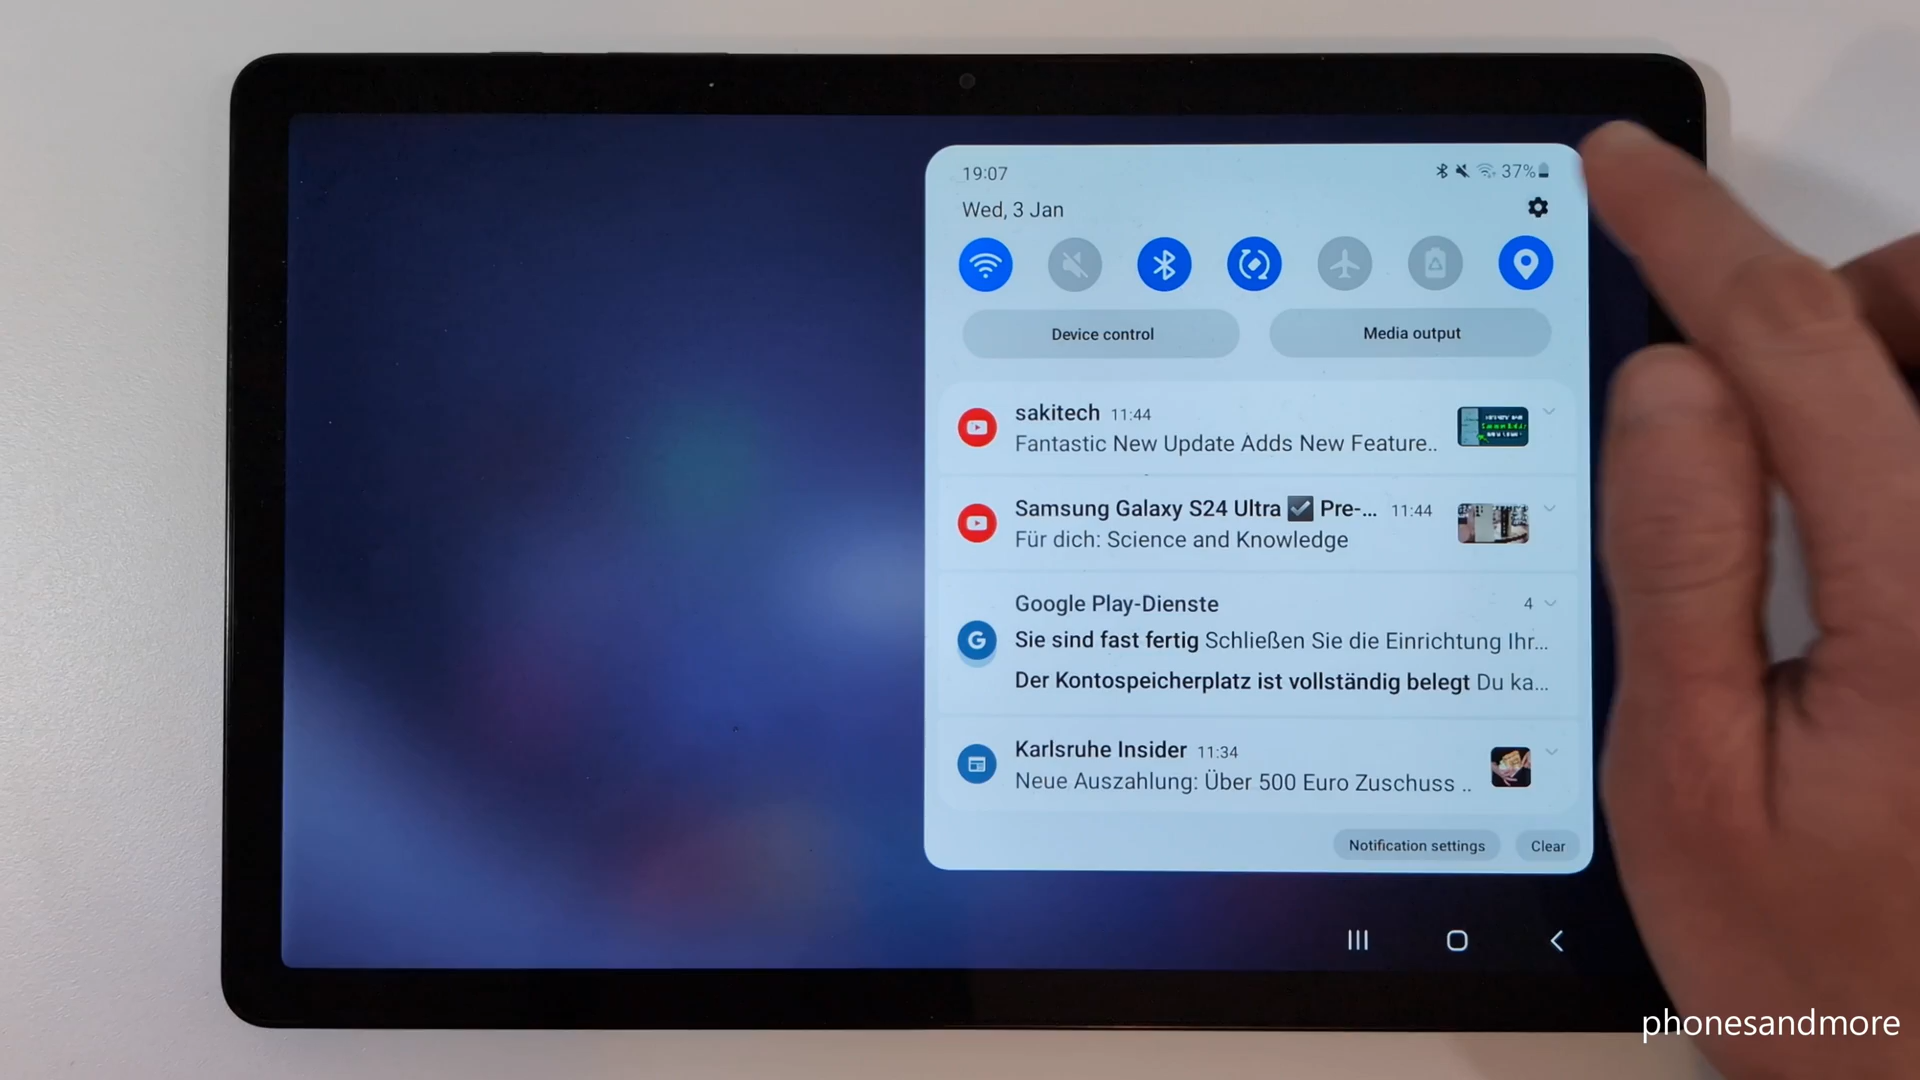 19:07
37%
Wed, 3 Jan
Device control
Media output
sakitech 11:44
Fantastic New Update Adds New Feature..
Samsung Galaxy S24 Ultra ☑ Pre-... 11:44
Für dich: Science and Knowledge
Google Play-Dienste 4
Sie sind fast fertig Schließen Sie die Einrichtung Ihr...
Der Kontospeicherplatz ist vollständig belegt Du ka...
Karlsruhe Insider 11:34
Neue Auszahlung: Über 500 Euro Zuschuss ..
Notification settings
Clear
phonesandmore